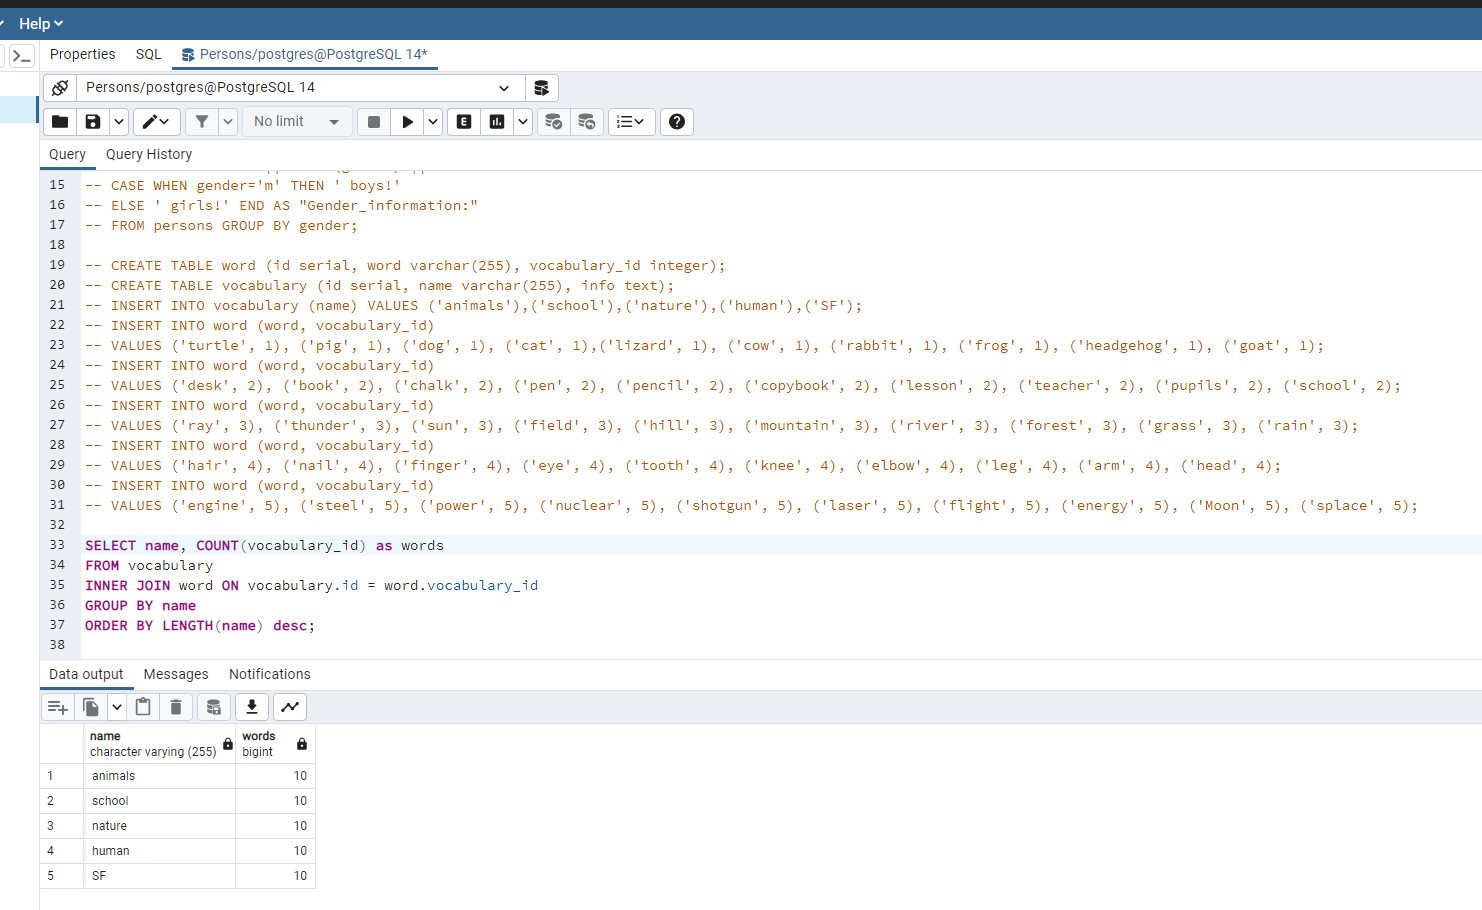 Help
Properties SQL Persons/postgres@PostgreSQL 14*
Persons/postgres@PostgreSQL 14
No limit E
Query Query History
15 -- CASE WHEN gender='m' THEN ' boys!'
16 -- ELSE ' girls!' END AS "Gender_information:"
17 -- FROM persons GROUP BY gender;
18
19 -- CREATE TABLE word (id serial, word varchar(255), vocabulary_id integer);
20 -- CREATE TABLE vocabulary (id serial, name varchar(255), info text);
21 -- INSERT INTO vocabulary (name) VALUES ('animals'),('school'),('nature'),('human'),('SF');
22 -- INSERT INTO word (word, vocabulary_id)
23 -- VALUES ('turtle', 1), ('pig', 1), ('dog', 1), ('cat', 1),('lizard', 1), ('cow', 1), ('rabbit', 1), ('frog', 1), ('headgehog', 1), ('goat', 1);
24 -- INSERT INTO word (word, vocabulary_id)
25 -- VALUES ('desk', 2), ('book', 2), ('chalk', 2), ('pen', 2), ('pencil', 2), ('copybook', 2), ('lesson', 2), ('teacher', 2), ('pupils', 2), ('school', 2);
26 -- INSERT INTO word (word, vocabulary_id)
27 -- VALUES ('ray', 3), ('thunder', 3), ('sun', 3), ('field', 3), ('hill', 3), ('mountain', 3), ('river', 3), ('forest', 3), ('grass', 3), ('rain', 3);
28 -- INSERT INTO word (word, vocabulary_id)
29 -- VALUES ('hair', 4), ('nail', 4), ('finger', 4), ('eye', 4), ('tooth', 4), ('knee', 4), ('elbow', 4), ('leg', 4), ('arm', 4), ('head', 4);
30 -- INSERT INTO word (word, vocabulary_id)
31 -- VALUES ('engine', 5), ('steel', 5), ('power', 5), ('nuclear', 5), ('shotgun', 5), ('laser', 5), ('flight', 5), ('energy', 5), ('Moon', 5), ('splace', 5);
32
33 SELECT name, COUNT(vocabulary_id) as words
34 FROM vocabulary
35 INNER JOIN word ON vocabulary.id = word.vocabulary_id
36 GROUP BY name
37 ORDER BY LENGTH(name) desc;
38
Data output Messages Notifications
name words
character varying (255) bigint
1 animals 10
2 school 10
3 nature 10
4 human 10
5 SF 10